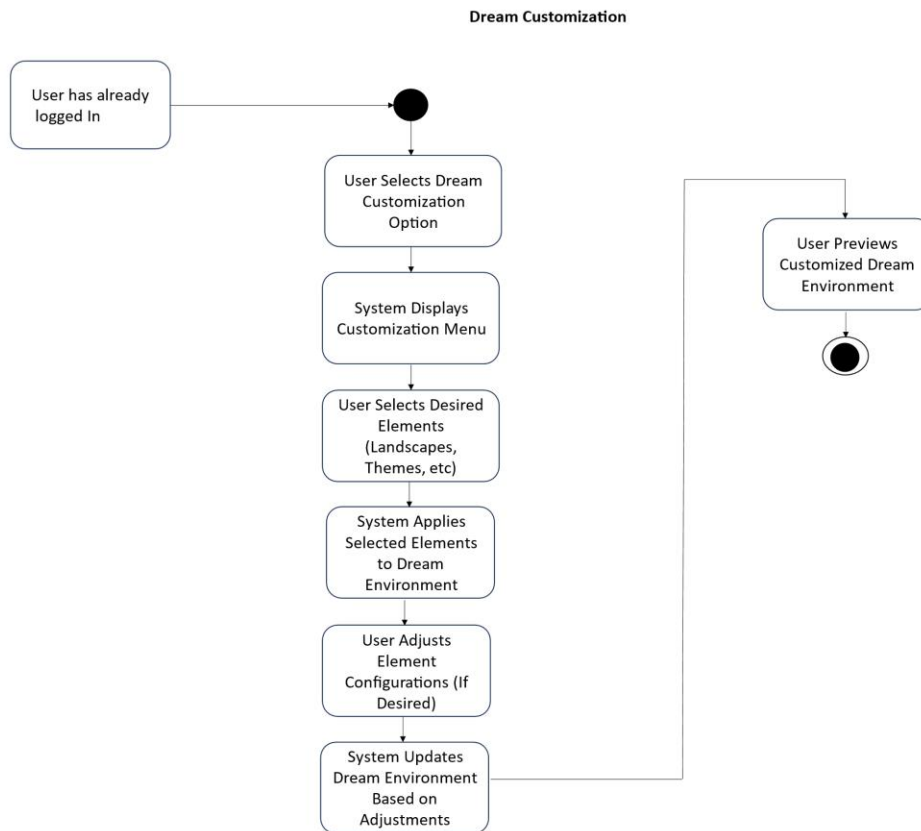 Dream Customization
User has already
logged In
User Selects Dream
Customization
Option
System Displays
Customization Menu
User Selects Desired
Elements
(Landscapes,
Themes, etc)
System Applies
Selected Elements
to Dream
Environment
User Adjusts
Element
Configurations (If
Desired)
System Updates
Dream Environment
Based on
Adjustments
User Previews
Customized Dream
Environment